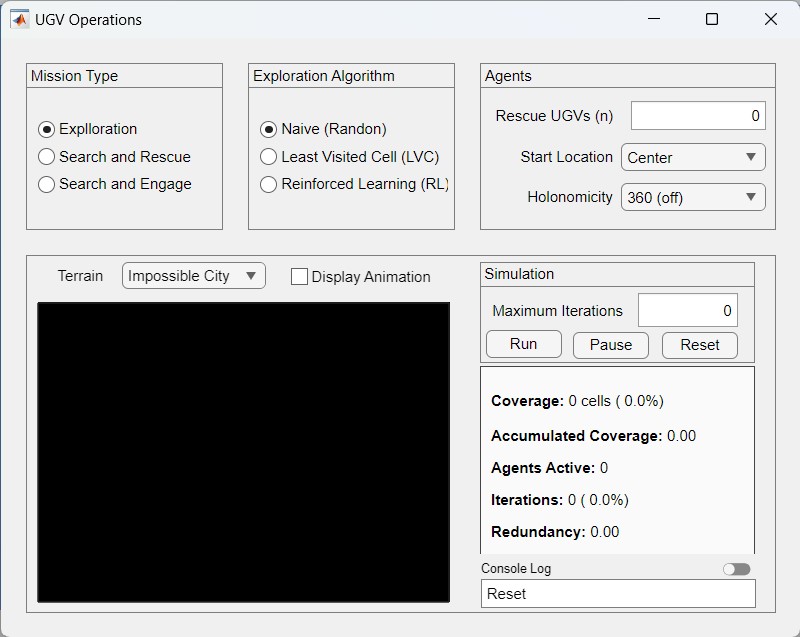 UGV Operations
Mission Type
Explloration
Search and Rescue
Search and Engage
Exploration Algorithm
Naive (Randon)
Least Visited Cell (LVC)
Reinforced Learning (RL)
Agents
Rescue UGVs (n) 0
Start Location Center
Holonomicity 360 (off)
Terrain Impossible City Display Animation
Simulation
Maximum Iterations 0
Run Pause Reset
Coverage: 0 cells ( 0.0%)
Accumulated Coverage: 0.00
Agents Active: 0
Iterations: 0 ( 0.0%)
Redundancy: 0.00
Console Log
Reset